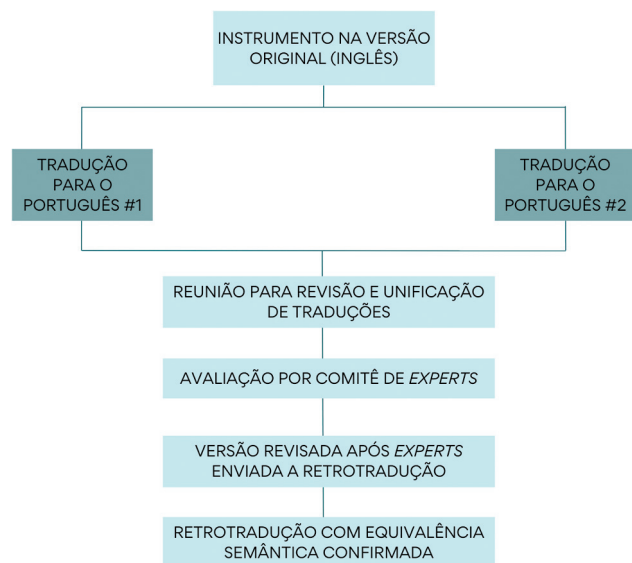 INSTRUMENTO NA VERSÃO
ORIGINAL (INGLÊS)
TRADUÇÃO
PARA O
PORTUGUÊS #1
TRADUÇÃO
PARA O
PORTUGUÊS #2
REUNIÃO PARA REVISÃO E UNIFICAÇÃO
DE TRADUÇÕES
AVALIAÇÃO POR COMITÊ DE EXPERTS
VERSÃO REVISADA APÓS EXPERTS
ENVIADA A RETROTRADUÇÃO
RETROTRADUÇÃO COM EQUIVALÊNCIA
SEMÂNTICA CONFIRMADA